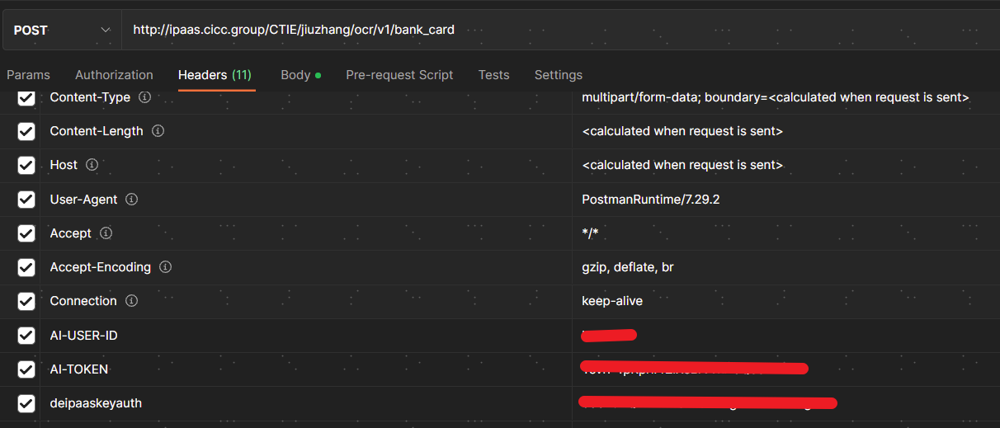 POST http://ipaas.cicc.group/CTIE/jiuzhang/ocr/v1/bank_card
Params Authorization Headers (11) Body Pre-request Script Tests Settings
Content-Type multipart/form-data; boundary=<calculated when request is sent>
Content-Length <calculated when request is sent>
Host <calculated when request is sent>
User-Agent PostmanRuntime/7.29.2
Accept */*
Accept-Encoding gzip, deflate, br
Connection keep-alive
AI-USER-ID
AI-TOKEN
deipaaskeyauth